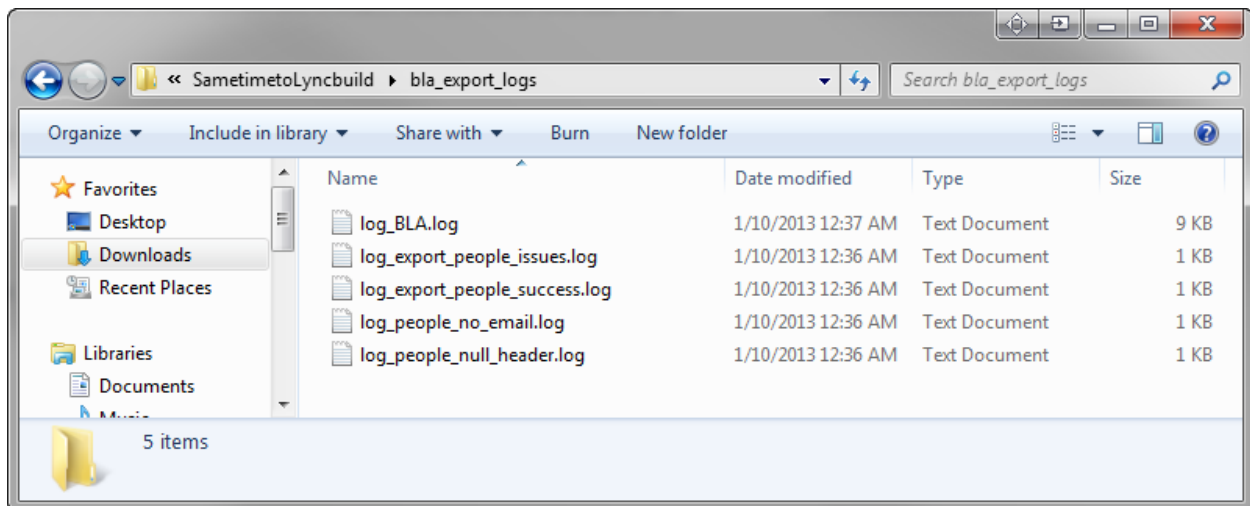 « SametimetoLyncbuild bla_export_logs Search bla_export_logs
Organize Include in library Share with Burn New folder
Favorites
Desktop
Downloads
Recent Places
Libraries
Documents
Music
Name Date modified Type Size
log_BLA.log 1/10/2013 12:37 AM Text Document 9 KB
log_export_people_issues.log 1/10/2013 12:36 AM Text Document 1 KB
log_export_people_success.log 1/10/2013 12:36 AM Text Document 1 KB
log_people_no_email.log 1/10/2013 12:36 AM Text Document 1 KB
log_people_null_header.log 1/10/2013 12:36 AM Text Document 1 KB
5 items